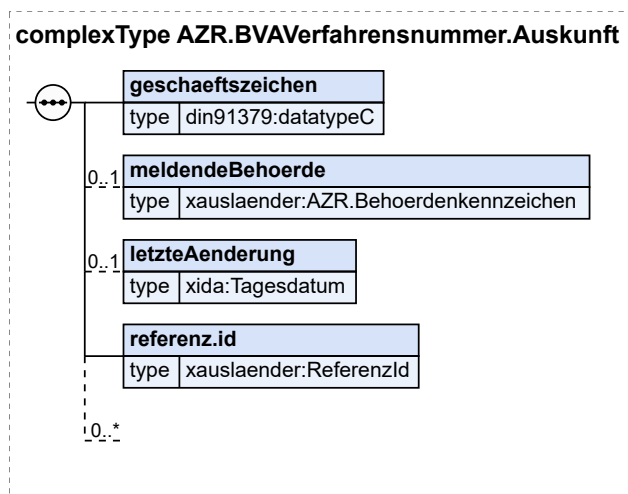 complexType AZR.BVAVerfahrensnummer.Auskunft
geschaeftszeichen
type din91379:datatypeC
0..1 meldendeBehoerde
type xauslaender:AZR.Behoerdenkennzeichen
0..1 letzteAenderung
type xida:Tagesdatum
referenz.id
type xauslaender:ReferenzId
0..*